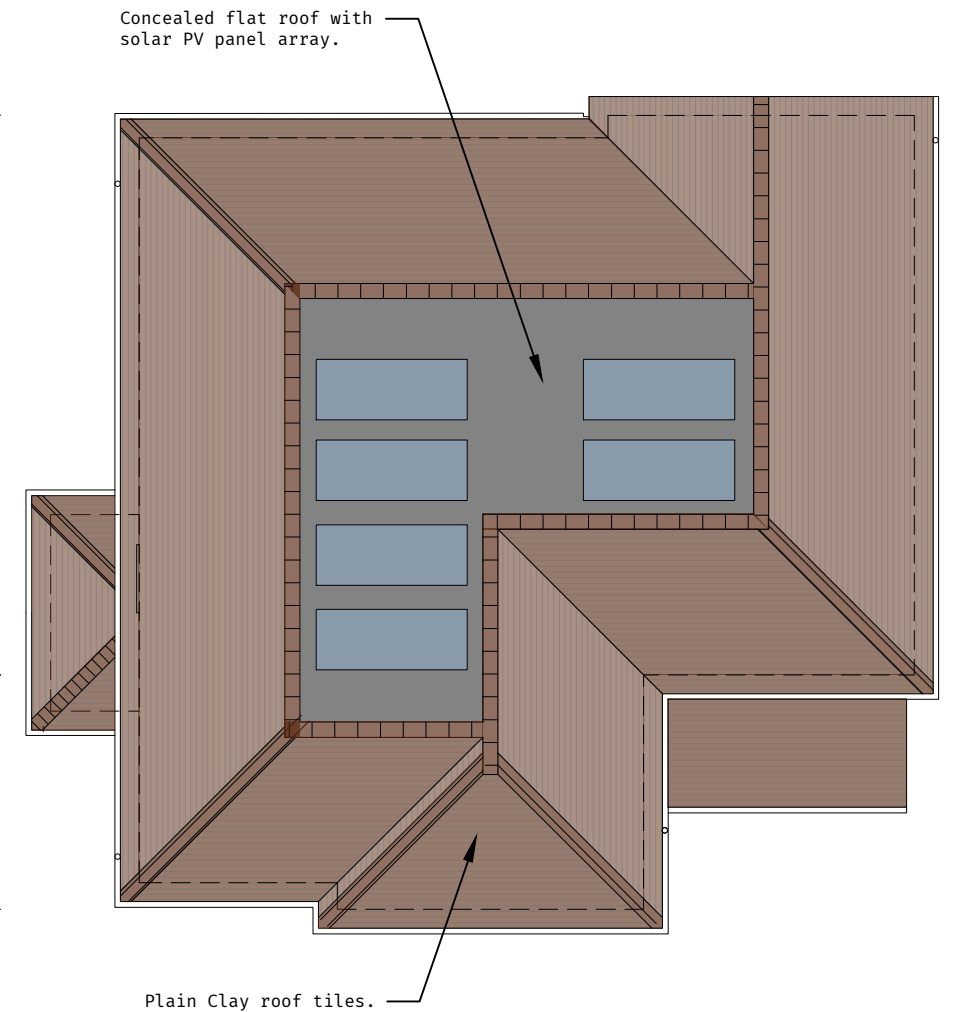 Concealed flat roof with
solar PV panel array.
Plain Clay roof tiles.